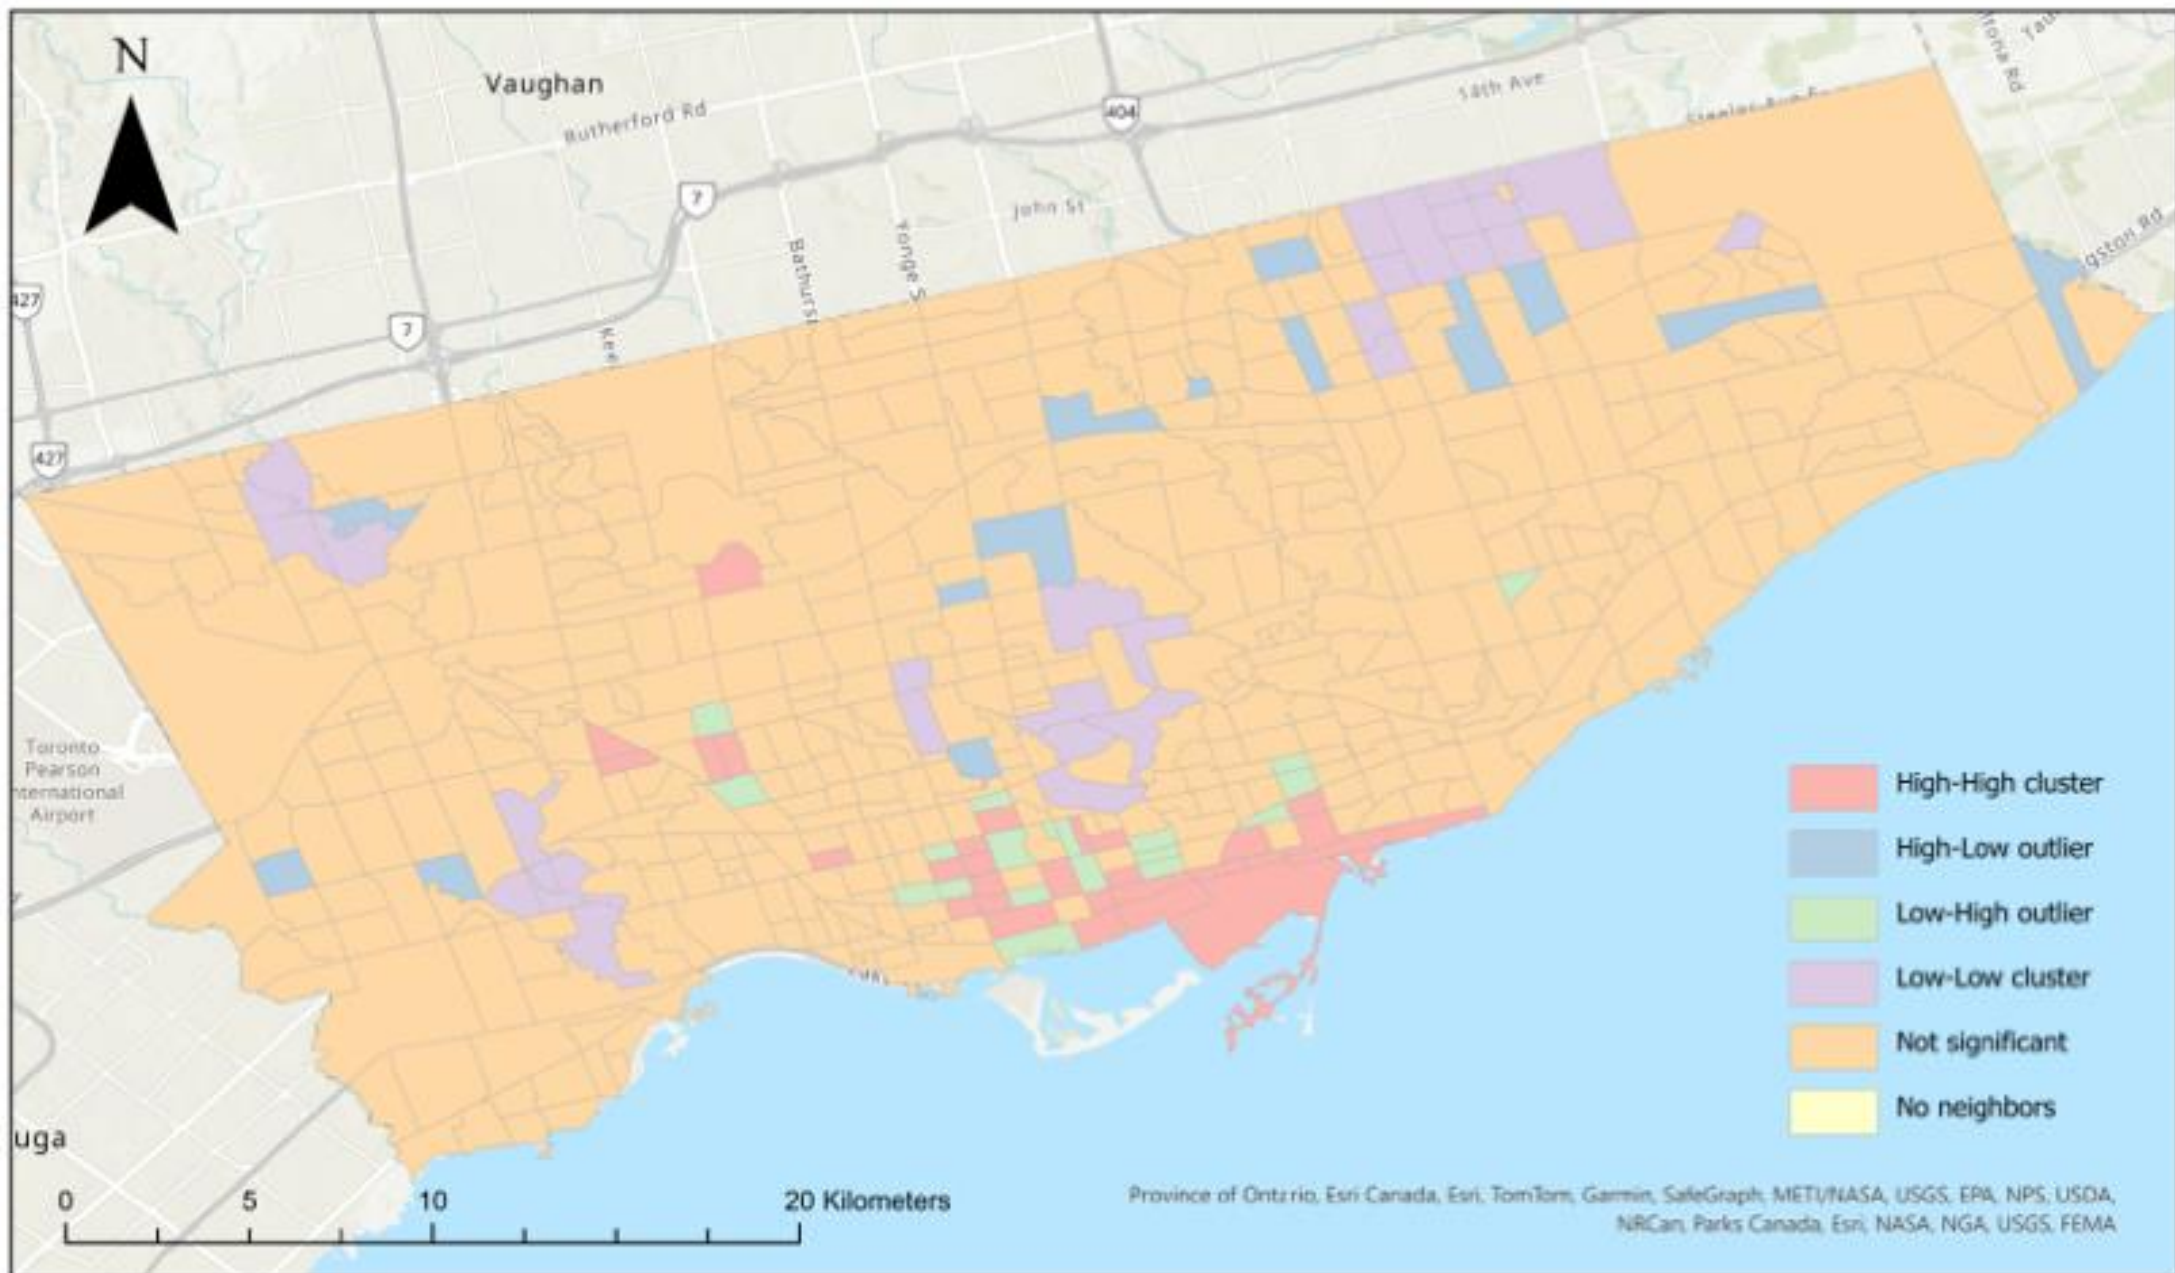 N
Vaughan
Rutherford Rd
404
14th Ave
7
John St
427
7
Bathurst
Yonge S
427
Toronto
Pearson
nternational
Airport
uga
High-High cluster
High-Low outlier
Low-High outlier
Low-Low cluster
Not significant
No neighbors
0 5 10 20 Kilometers
Province of Ontario, Esri Canada, Esri, TomTom, Garmin, SafeGraph, METI/NASA, USGS, EPA, NPS, USDA,
NRCan, Parks Canada, Esri, NASA, NGA, USGS, FEMA